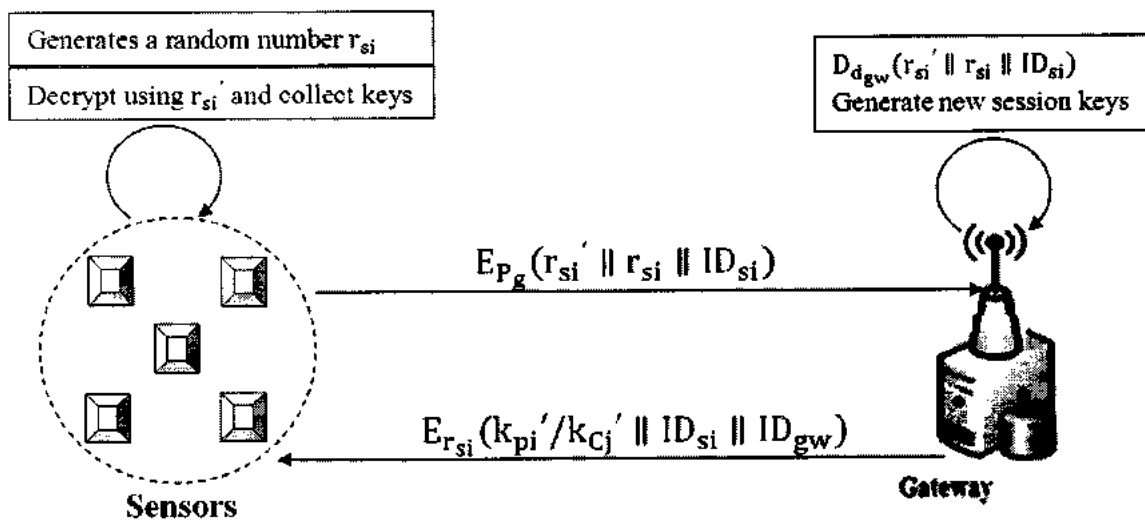 Generates a random number r_si
Decrypt using r_si′ and collect keys
D_d_gw(r_si′ ∥ r_si ∥ ID_si)
Generate new session keys
E_P_g(r_si′ ∥ r_si ∥ ID_si)
E_r_si(k_pi′/k_Cj′ ∥ ID_si ∥ ID_gw)
Sensors
Gateway